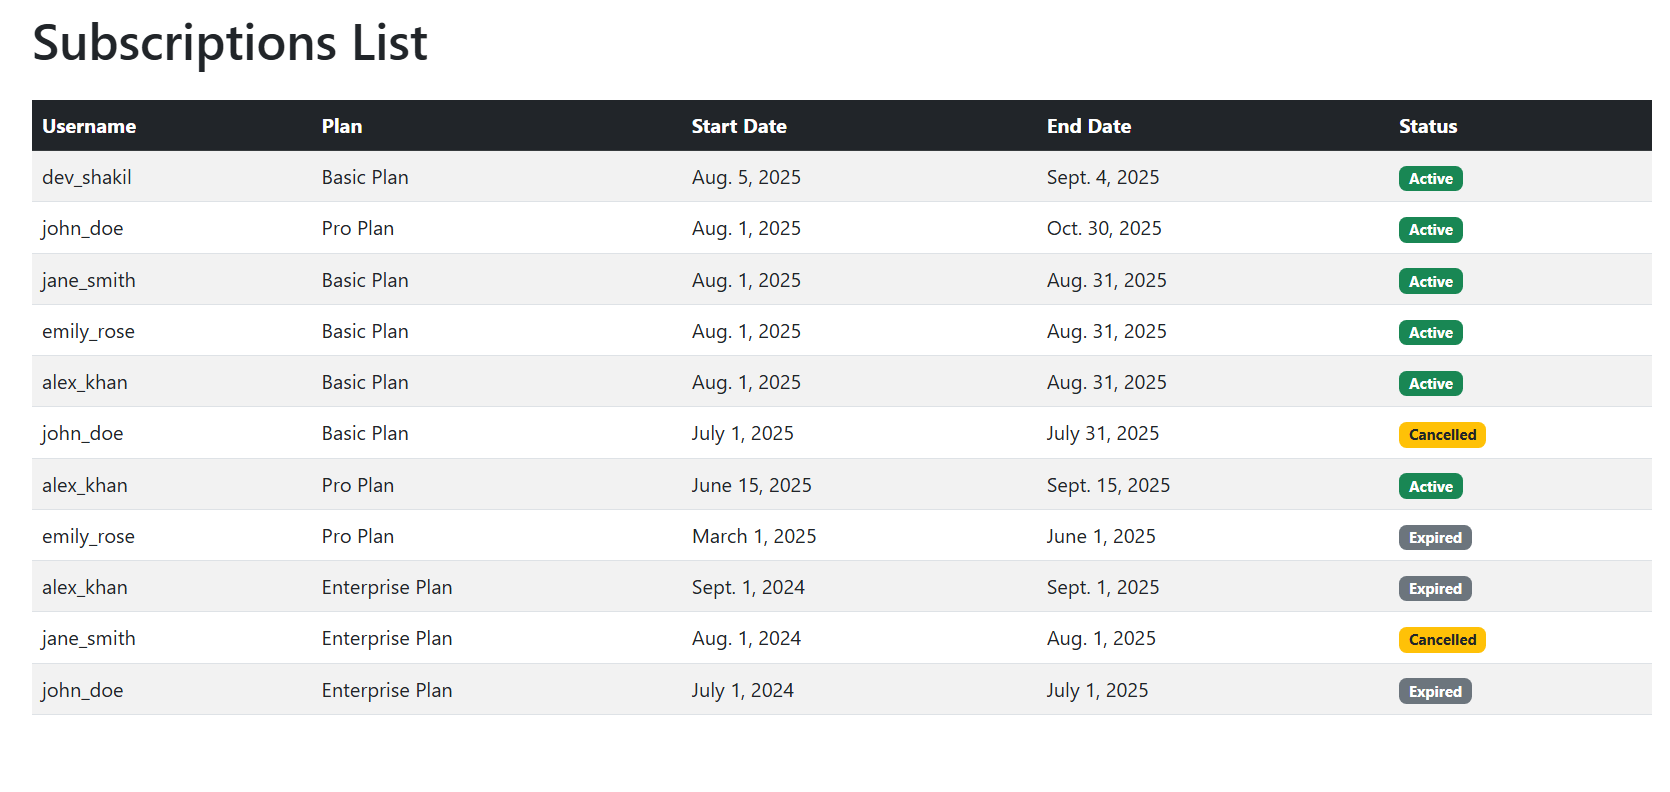 Subscriptions List
Username Plan Start Date End Date Status
dev_shakil Basic Plan Aug. 5, 2025 Sept. 4, 2025 Active
john_doe Pro Plan Aug. 1, 2025 Oct. 30, 2025 Active
jane_smith Basic Plan Aug. 1, 2025 Aug. 31, 2025 Active
emily_rose Basic Plan Aug. 1, 2025 Aug. 31, 2025 Active
alex_khan Basic Plan Aug. 1, 2025 Aug. 31, 2025 Active
john_doe Basic Plan July 1, 2025 July 31, 2025 Cancelled
alex_khan Pro Plan June 15, 2025 Sept. 15, 2025 Active
emily_rose Pro Plan March 1, 2025 June 1, 2025 Expired
alex_khan Enterprise Plan Sept. 1, 2024 Sept. 1, 2025 Expired
jane_smith Enterprise Plan Aug. 1, 2024 Aug. 1, 2025 Cancelled
john_doe Enterprise Plan July 1, 2024 July 1, 2025 Expired